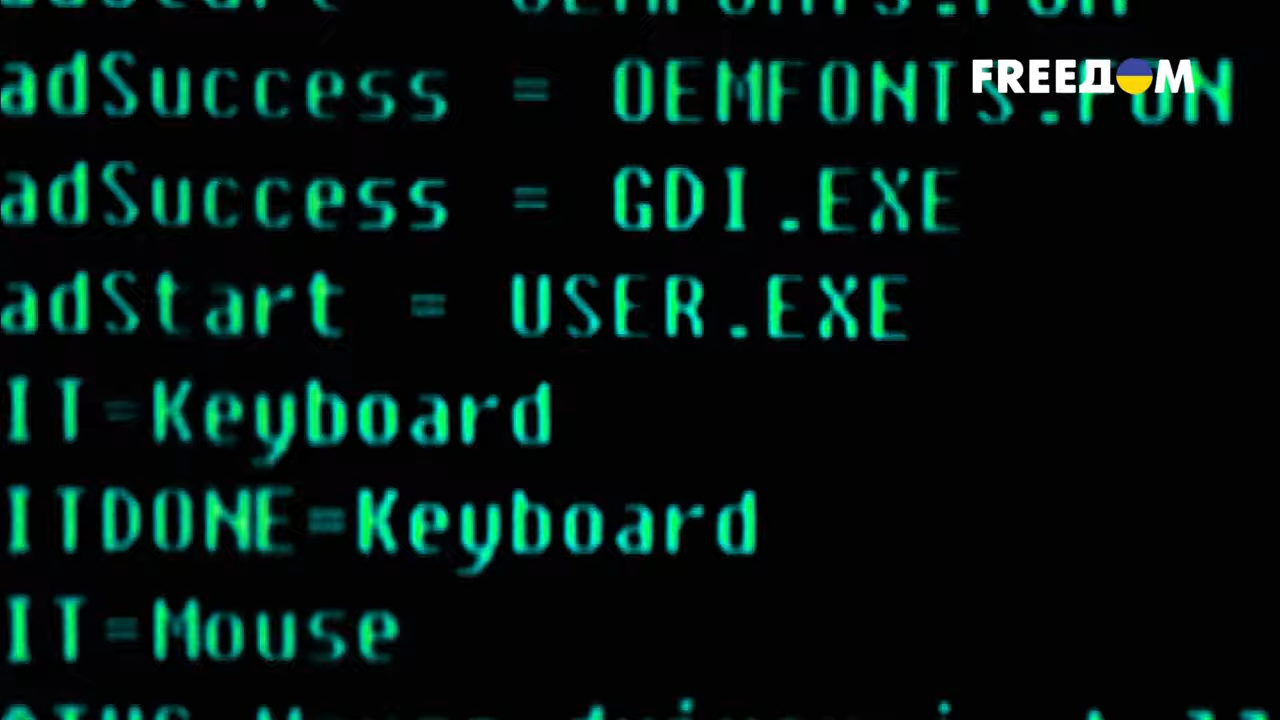 FREEДOM
adSuccess = OEMFONTS.FON
adSuccess = GDI.EXE
adStart = USER.EXE
IT=Keyboard
ITDONE=Keyboard
IT=Mouse